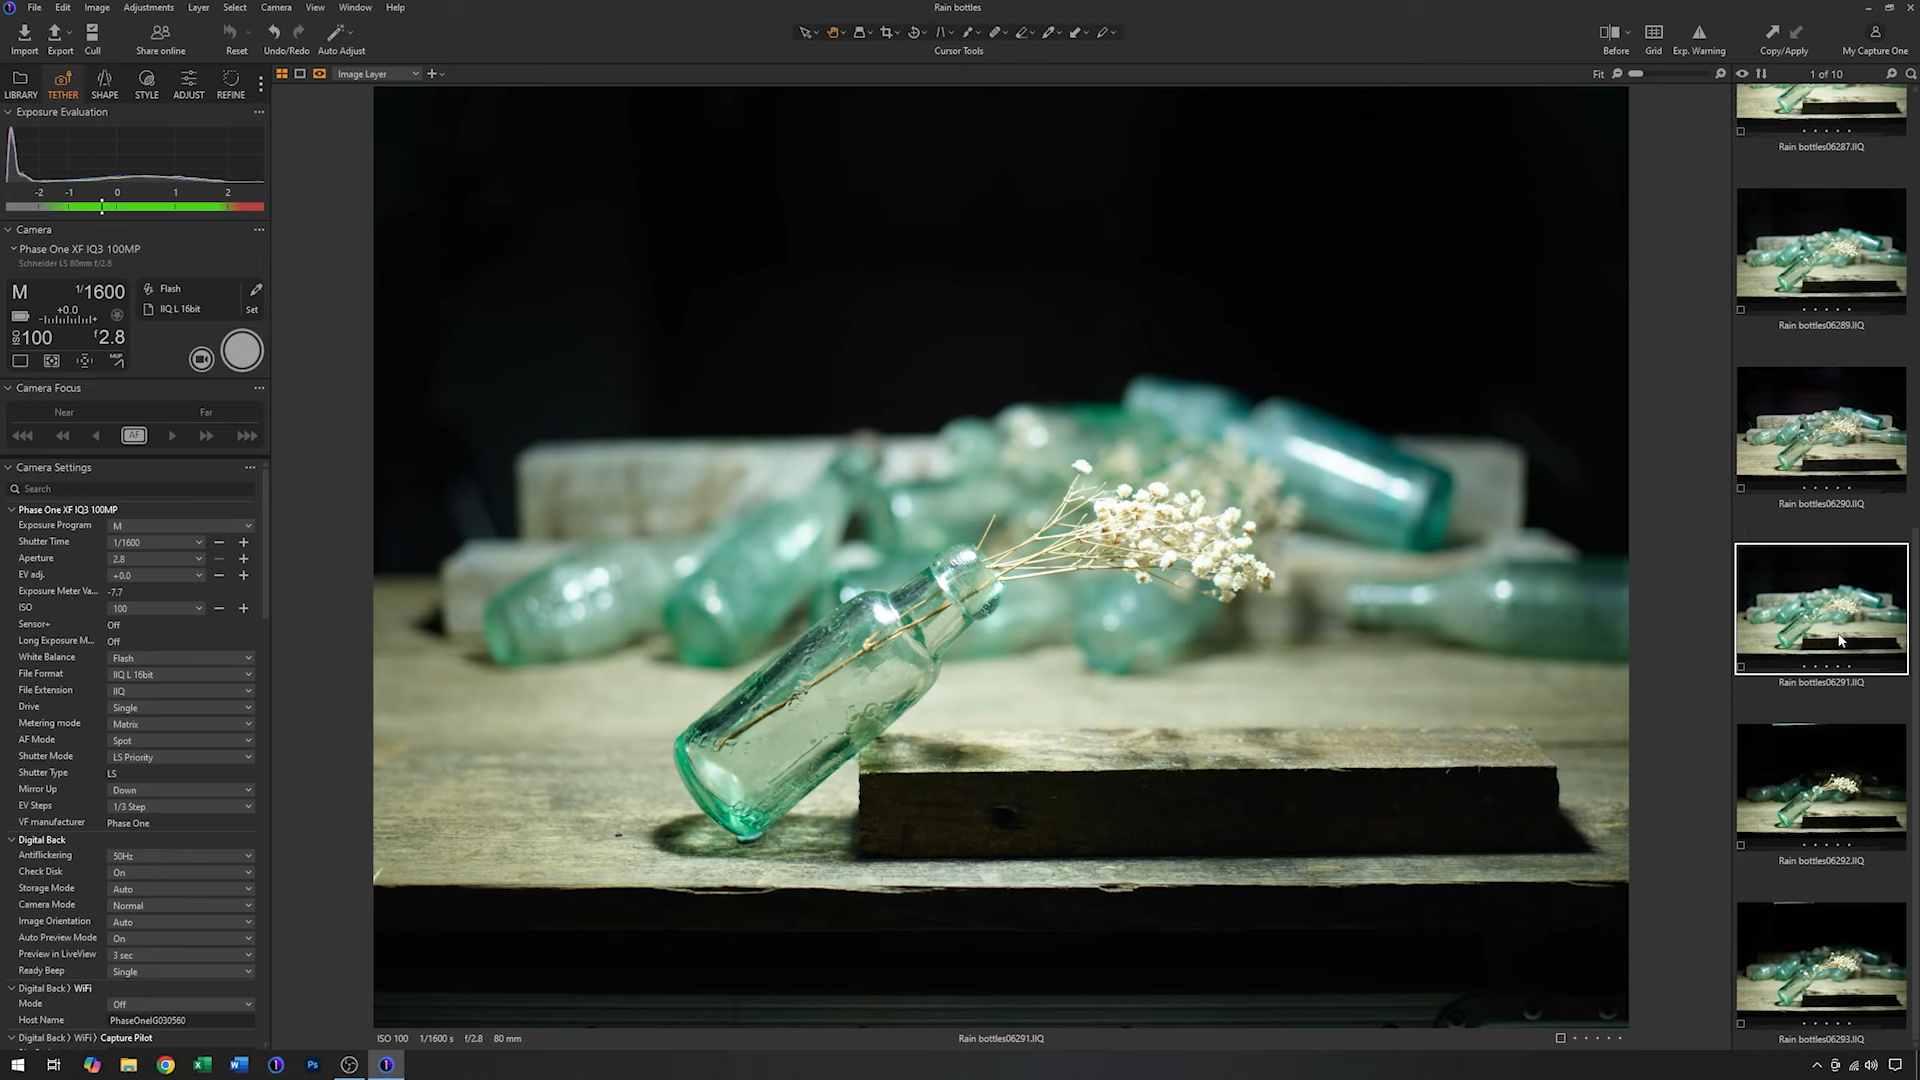 File Edit Image Adjustments Layer Select Camera View Window Help
Rain bottles
Import Export Cull Share online Reset Undo/Redo Auto Adjust
Cursor Tools
Before Grid Exp. Warning Copy/Apply My Capture One
LIBRARY TETHER SHAPE STYLE ADJUST REFINE
Image Layer
Fit
1 of 10
Exposure Evaluation
-2 -1 0 1 2
Camera
Phase One XF IQ3 100MP
Schneider LS 80mm f/2.8
M 1/1600
Flash
+0.0
IIQ L 16bit
Set
ISO 100 f2.8
MUP
Camera Focus
Near Far
AF
Camera Settings
Search
Phase One XF IQ3 100MP
Exposure Program M
Shutter Time 1/1600
Aperture 2.8
EV adj. +0.0
Exposure Meter Va... -7.7
ISO 100
Sensor+ Off
Long Exposure M... Off
White Balance Flash
File Format IIQ L 16bit
File Extension IIQ
Drive Single
Metering mode Matrix
AF Mode Spot
Shutter Mode LS Priority
Shutter Type LS
Mirror Up Down
EV Steps 1/3 Step
VF manufacturer Phase One
Digital Back
Antiflickering 50Hz
Check Disk On
Storage Mode Auto
Camera Mode Normal
Image Orientation Auto
Auto Preview Mode On
Preview in LiveView 3 sec
Ready Beep Single
Digital Back > WiFi
Mode Off
Host Name PhaseOneIG030560
Digital Back > WiFi > Capture Pilot
ISO 100 1/1600 s f/2.8 80 mm
Rain bottles06291.IIQ
Rain bottles06287.IIQ
Rain bottles06289.IIQ
Rain bottles06290.IIQ
Rain bottles06291.IIQ
Rain bottles06292.IIQ
Rain bottles06293.IIQ